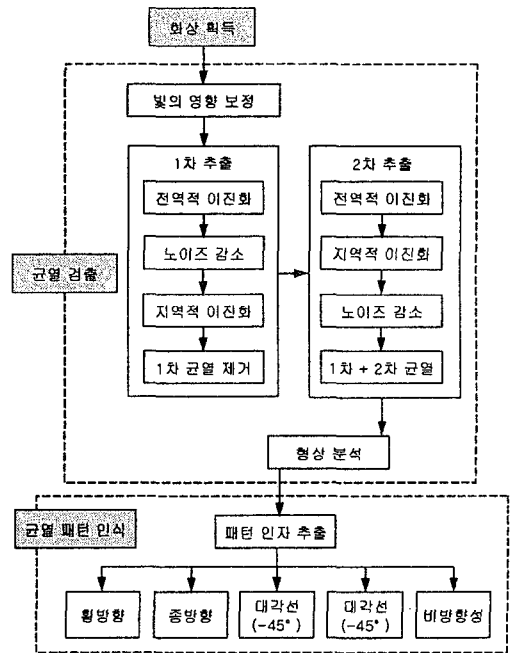 화상 획득
빛의 영향 보정
1차 추출
전역적 이진화
노이즈 감소
지역적 이진화
1차 균열 제거
2차 추출
전역적 이진화
지역적 이진화
노이즈 감소
1차 + 2차 균열
균열 검출
형상 분석
균열 패턴 인식
패턴 인자 추출
횡방향
종방향
대각선
(-45°)
대각선
(-45°)
비방향성